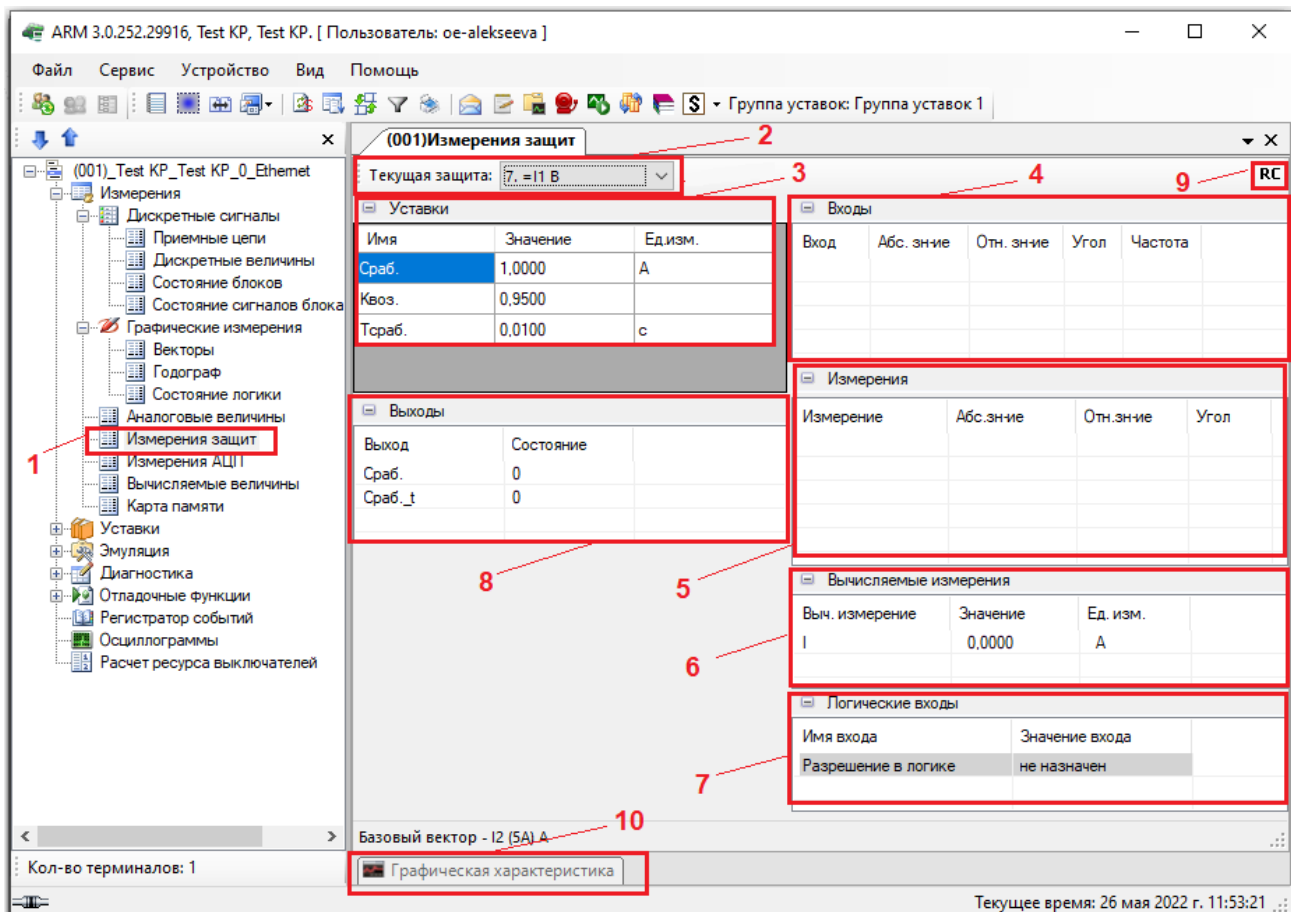 ARM 3.0.252.29916, Test KP, Test KP. [ Пользователь: oe-alekseeva ]
Файл Сервис Устройство Вид Помощь
S Группа уставок: Группа уставок 1
(001)_Test KP_Test KP_0_Ethernet
Измерения
Дискретные сигналы
Приемные цепи
Дискретные величины
Состояние блоков
Состояние сигналов блока
Графические измерения
Векторы
Годограф
Состояние логики
Аналоговые величины
Измерения защит
1
Измерения АЦП
Вычисляемые величины
Карта памяти
Уставки
Эмуляция
Диагностика
Отладочные функции
Регистратор событий
Осциллограммы
Расчет ресурса выключателей
Кол-во терминалов: 1
(001)Измерения защит
2
Текущая защита: 7. =I1 В
3
4
9
RC
Уставки
Имя Значение Ед.изм.
Сраб. 1,0000 А
Квоз. 0,9500
Тсраб. 0,0100 с
Выходы
Выход Состояние
Сраб. 0
Сраб._t 0
8
Входы
Вход Абс. зн-ие Отн. зн-ие Угол Частота
Измерения
Измерение Абс.зн-ие Отн.зн-ие Угол
5
Вычисляемые измерения
Выч. измерение Значение Ед. изм.
I 0,0000 А
6
Логические входы
Имя входа Значение входа
Разрешение в логике не назначен
7
Базовый вектор - I2 (5А) А
10
Графическая характеристика
Текущее время: 26 мая 2022 г. 11:53:21